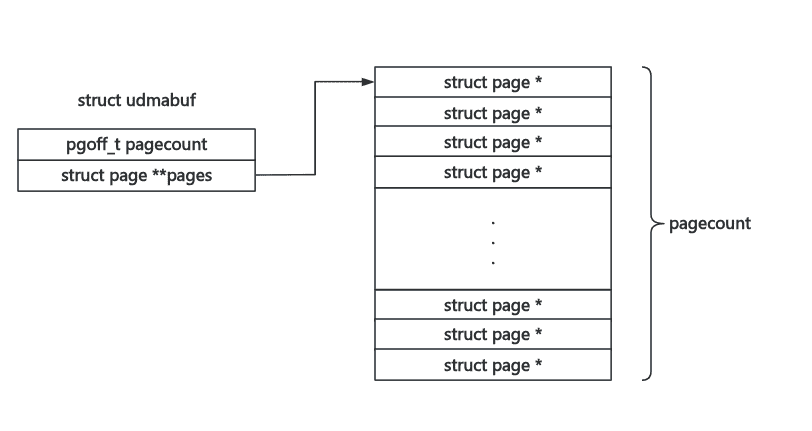 struct udmabuf
pgoff_t pagecount
struct page **pages
struct page *
struct page *
struct page *
struct page *
.
.
.
struct page *
struct page *
struct page *
pagecount